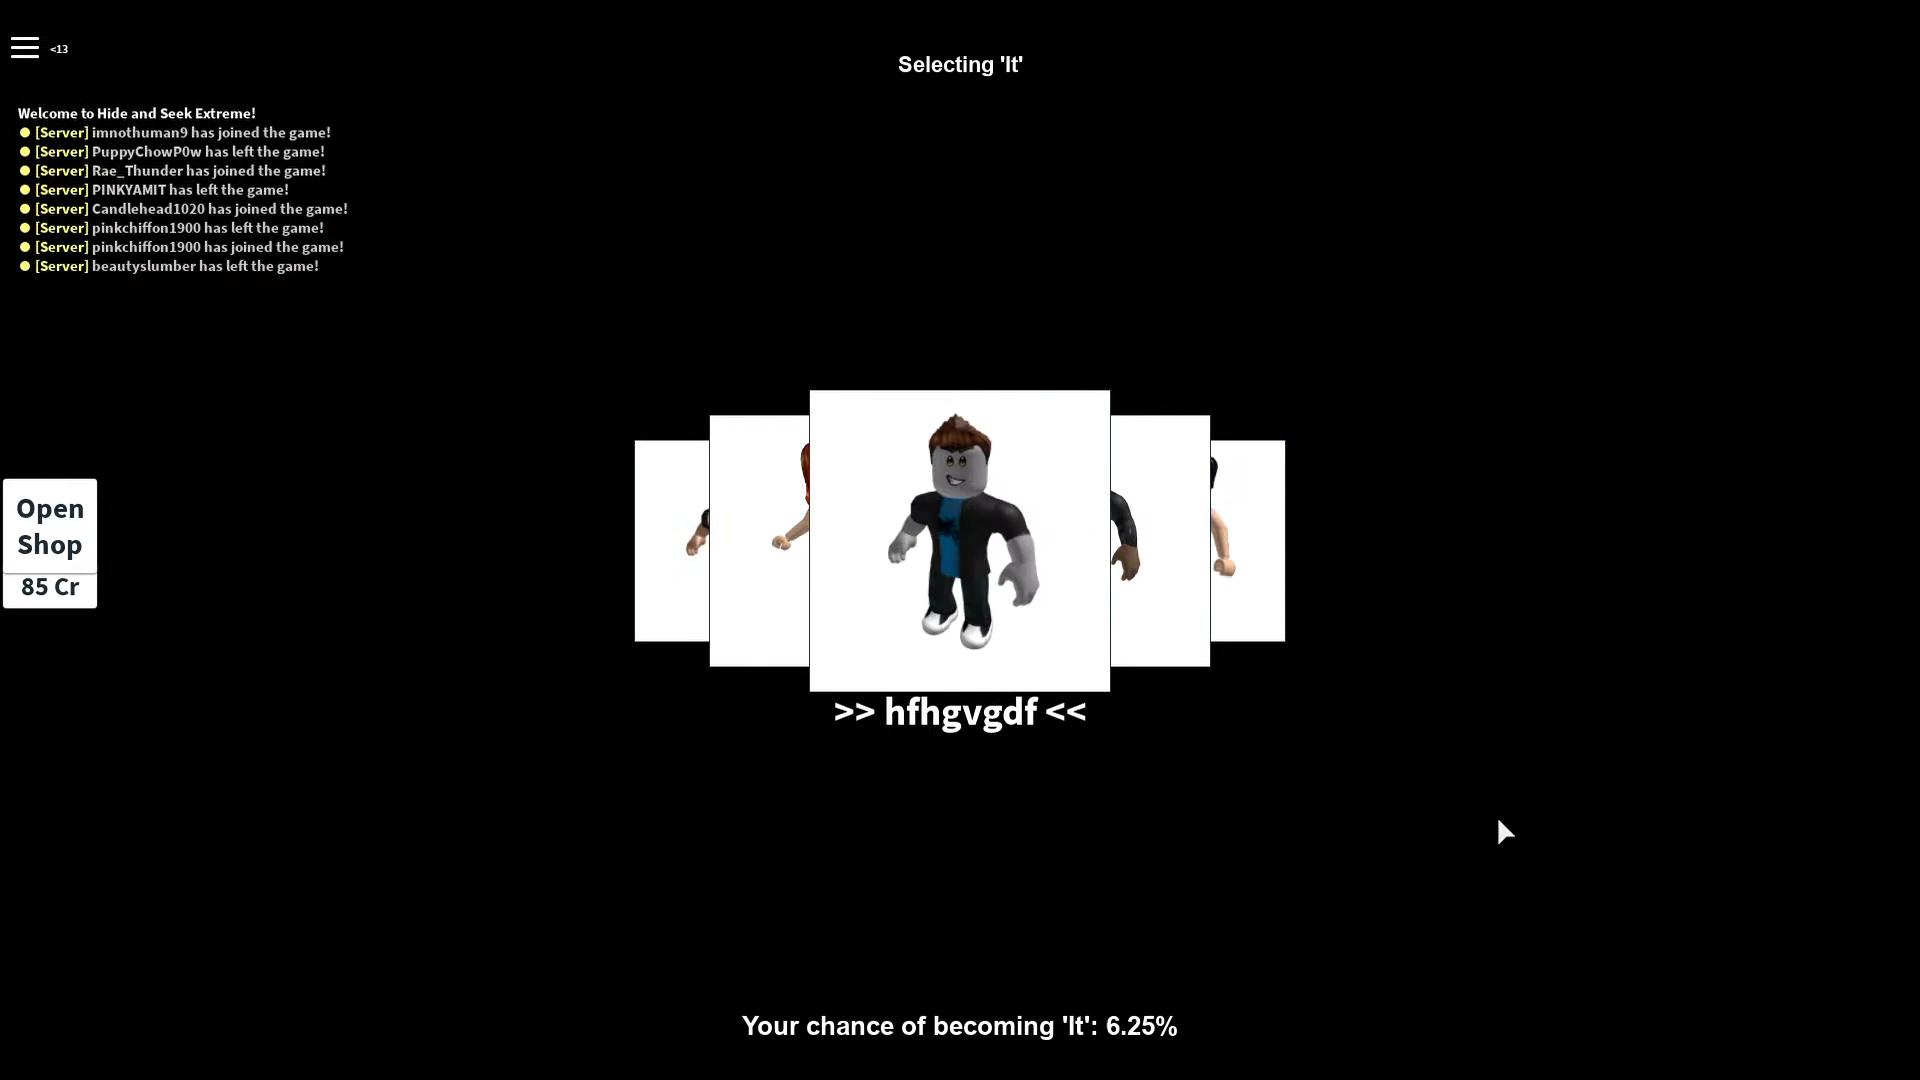 <13
Selecting 'It'
Welcome to Hide and Seek Extreme!
[Server] imnothuman9 has joined the game!
[Server] PuppyChowP0w has left the game!
[Server] Rae_Thunder has joined the game!
[Server] PINKYAMIT has left the game!
[Server] Candlehead1020 has joined the game!
[Server] pinkchiffon1900 has left the game!
[Server] pinkchiffon1900 has joined the game!
[Server] beautyslumber has left the game!
Open
Shop
85 Cr
>> hfhgvgdf <<
Your chance of becoming 'It': 6.25%